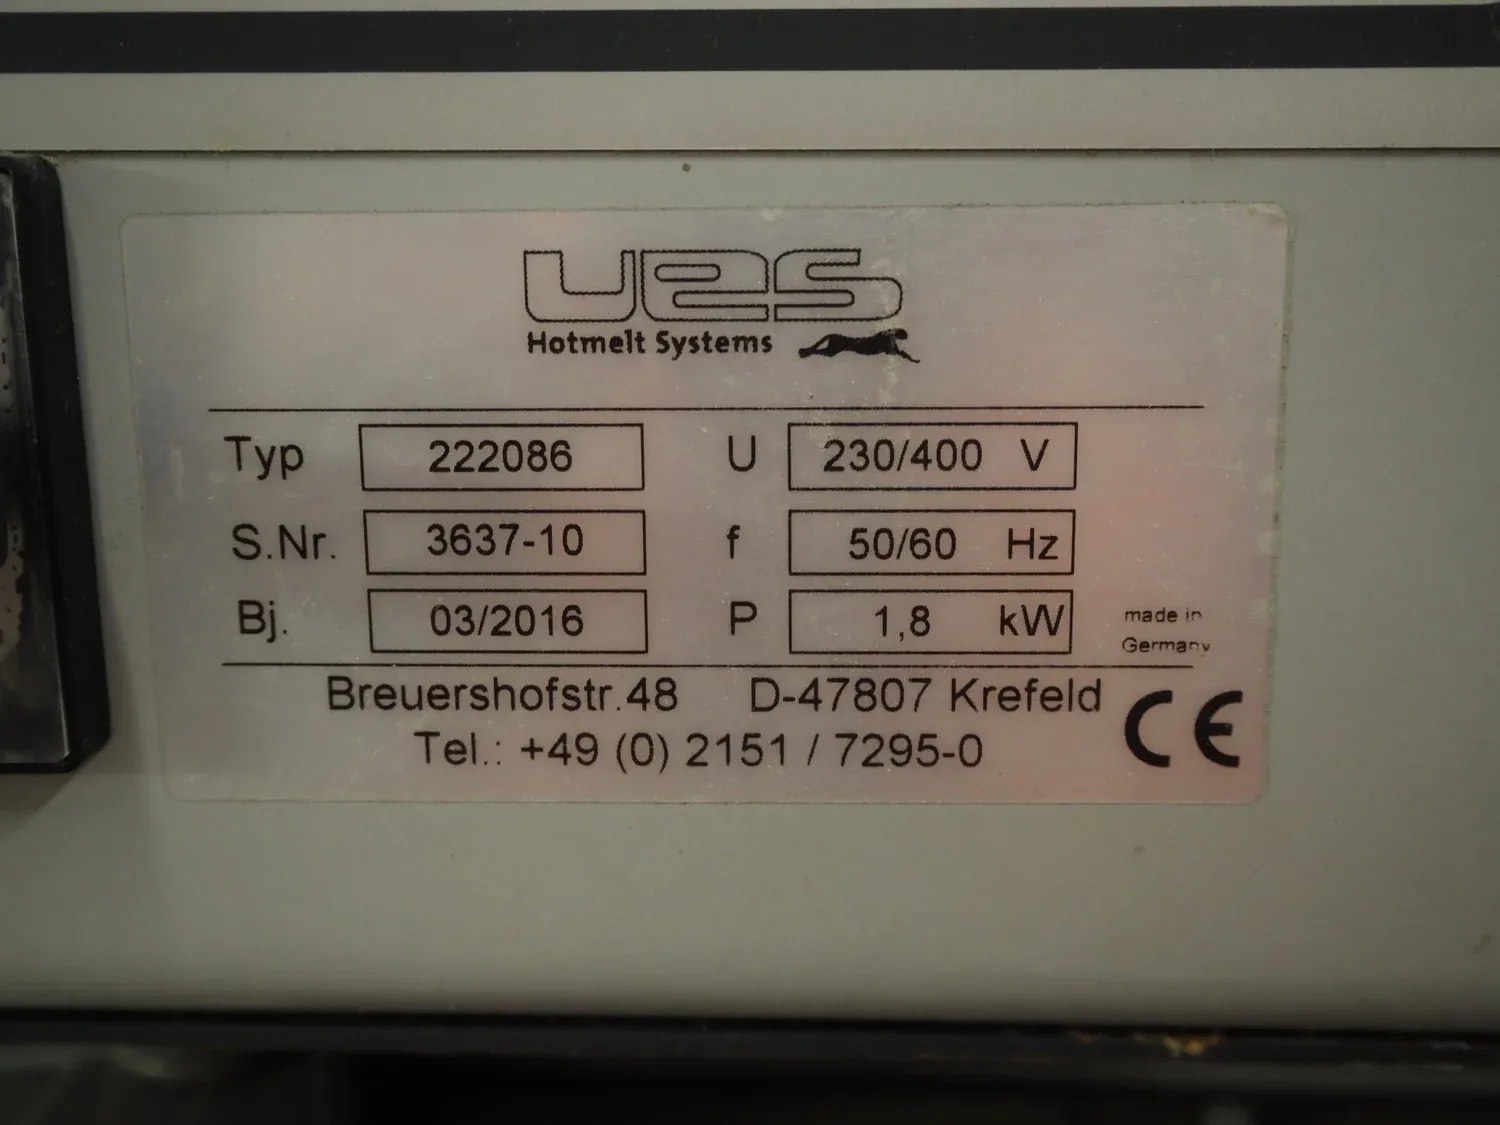 ues
Hotmelt Systems
Typ 222086 U 230/400 V
S.Nr. 3637-10 f 50/60 Hz
Bj. 03/2016 P 1,8 kW
made in
Germany
Breuershofstr.48 D-47807 Krefeld
Tel.: +49 (0) 2151 / 7295-0
CE